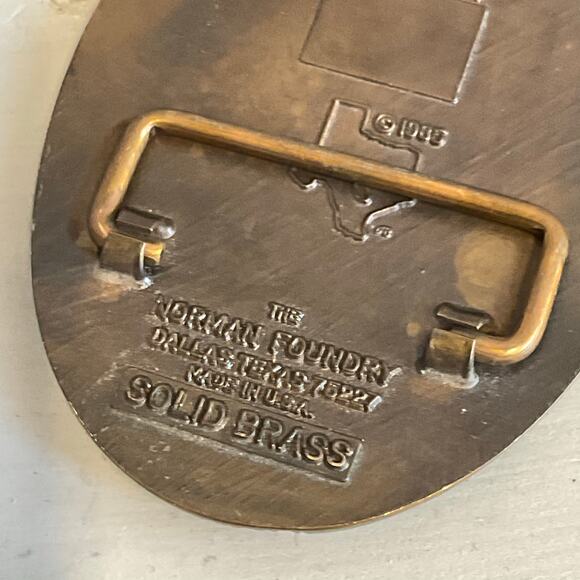 © 1985
®
THE
NORMAN FOUNDRY
DALLAS TEXAS 75227
MADE IN U.S.A.
SOLID BRASS